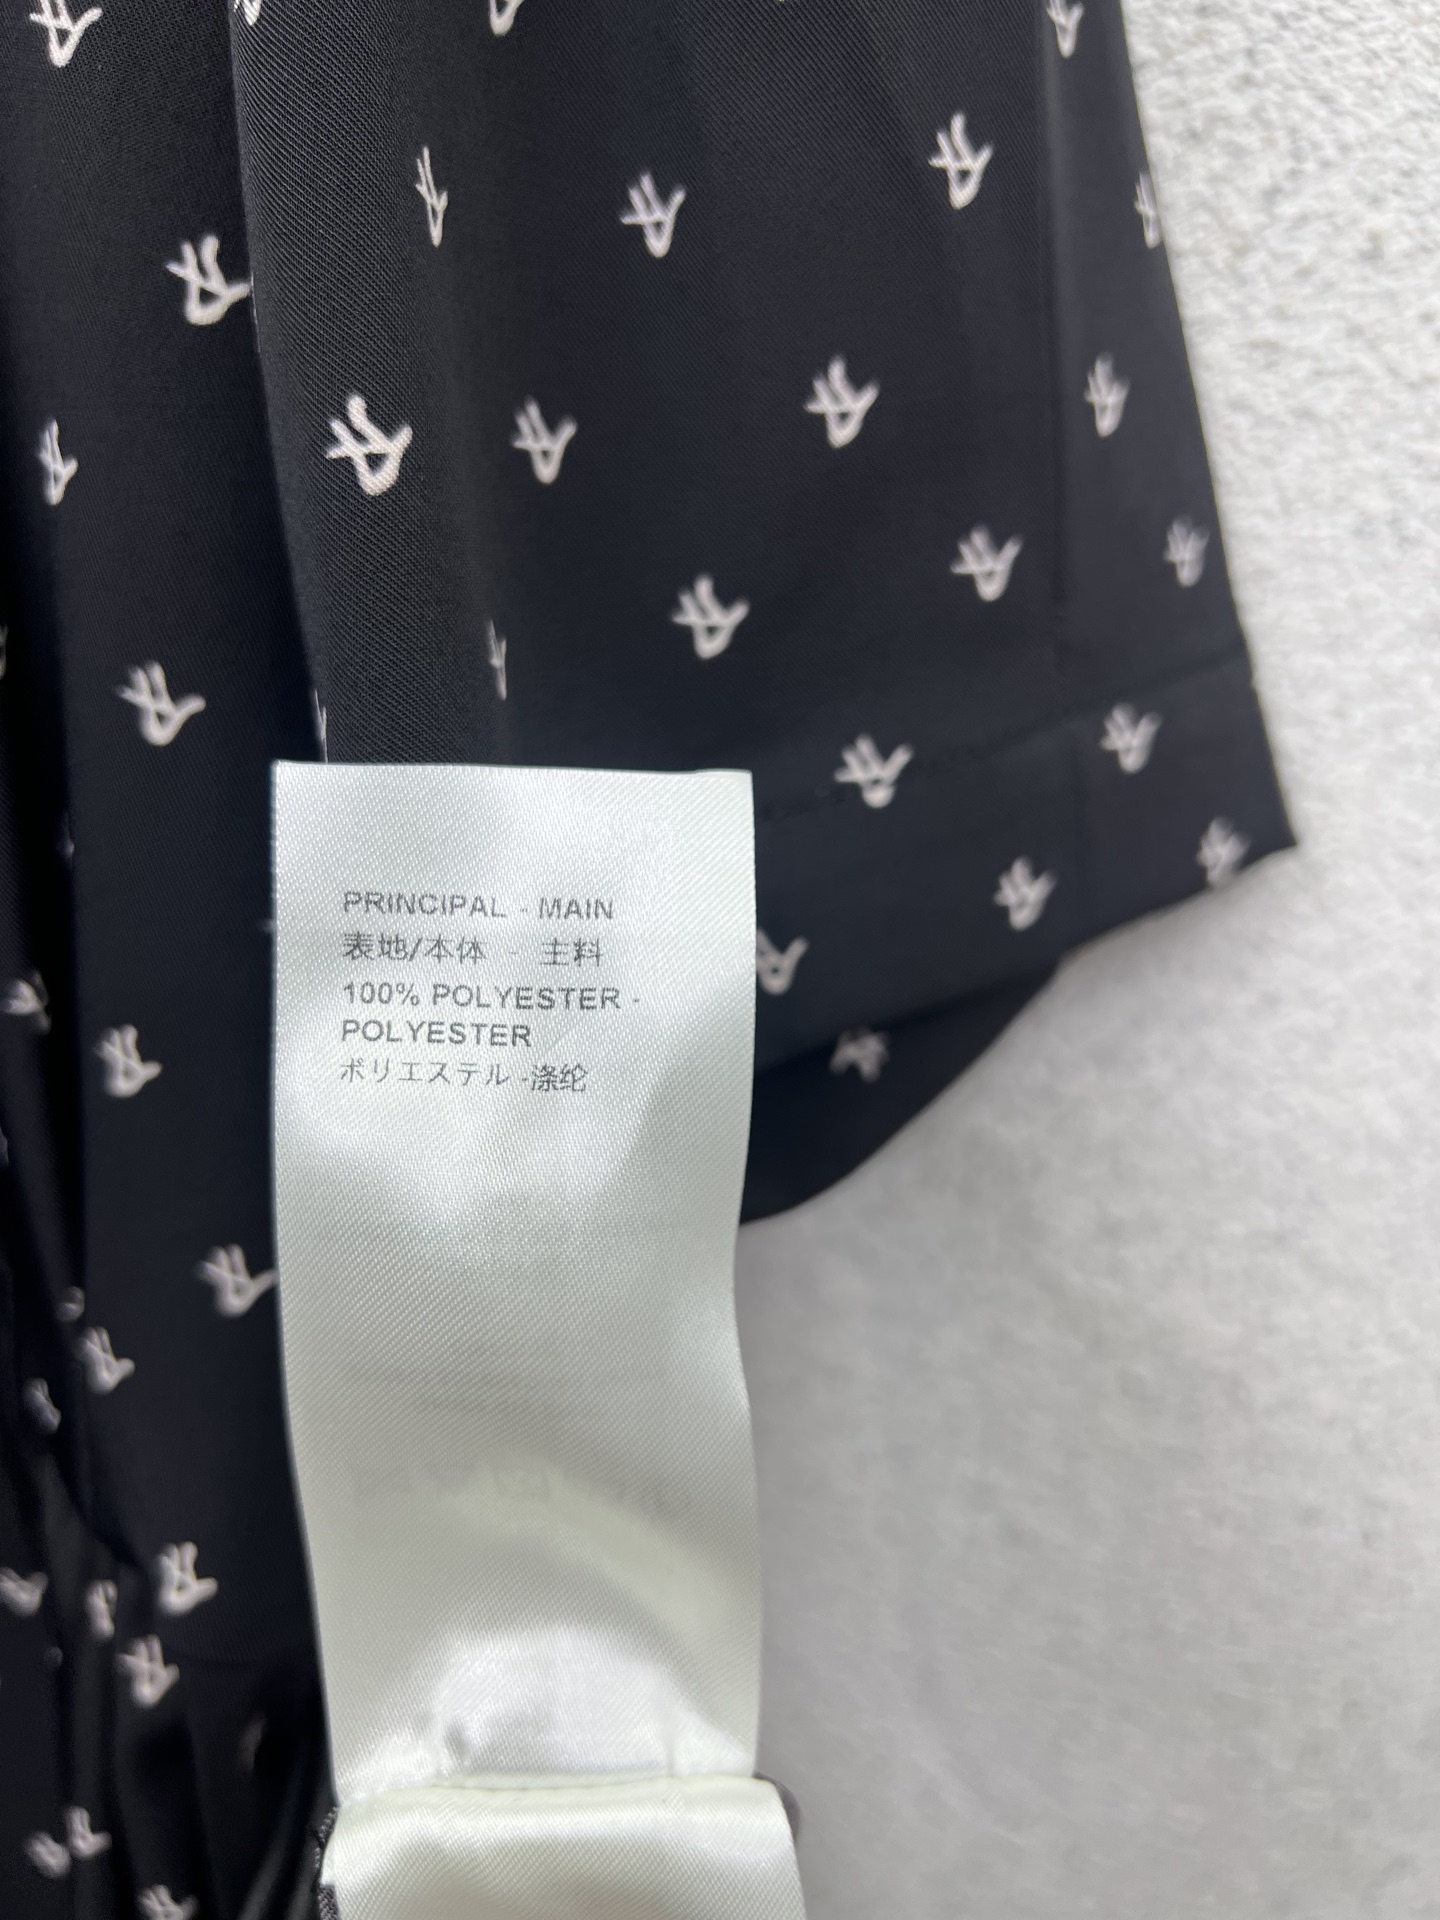 PRINCIPAL - MAIN
表地/本体 - 主料
100% POLYESTER -
POLYESTER
ポリエステル -涤纶